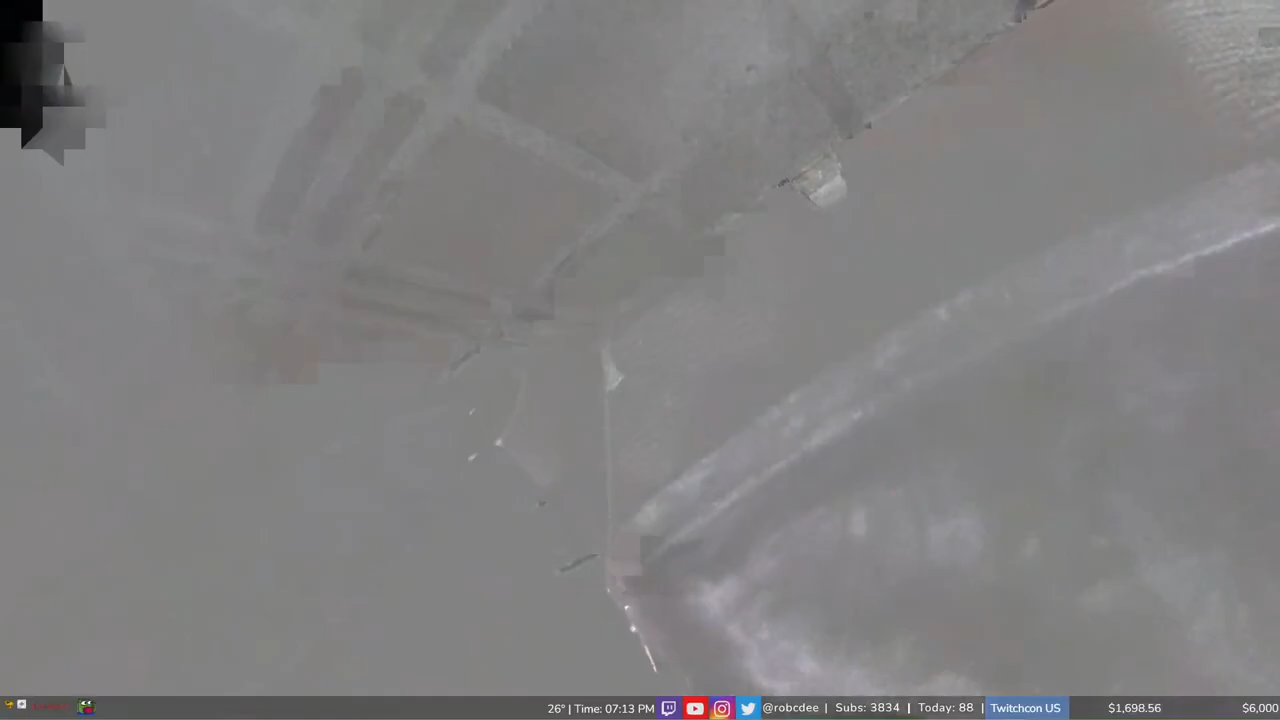 26° | Time: 07:13 PM @robcdee | Subs: 3834 | Today: 88 | Twitchcon US $1,698.56 $6,000